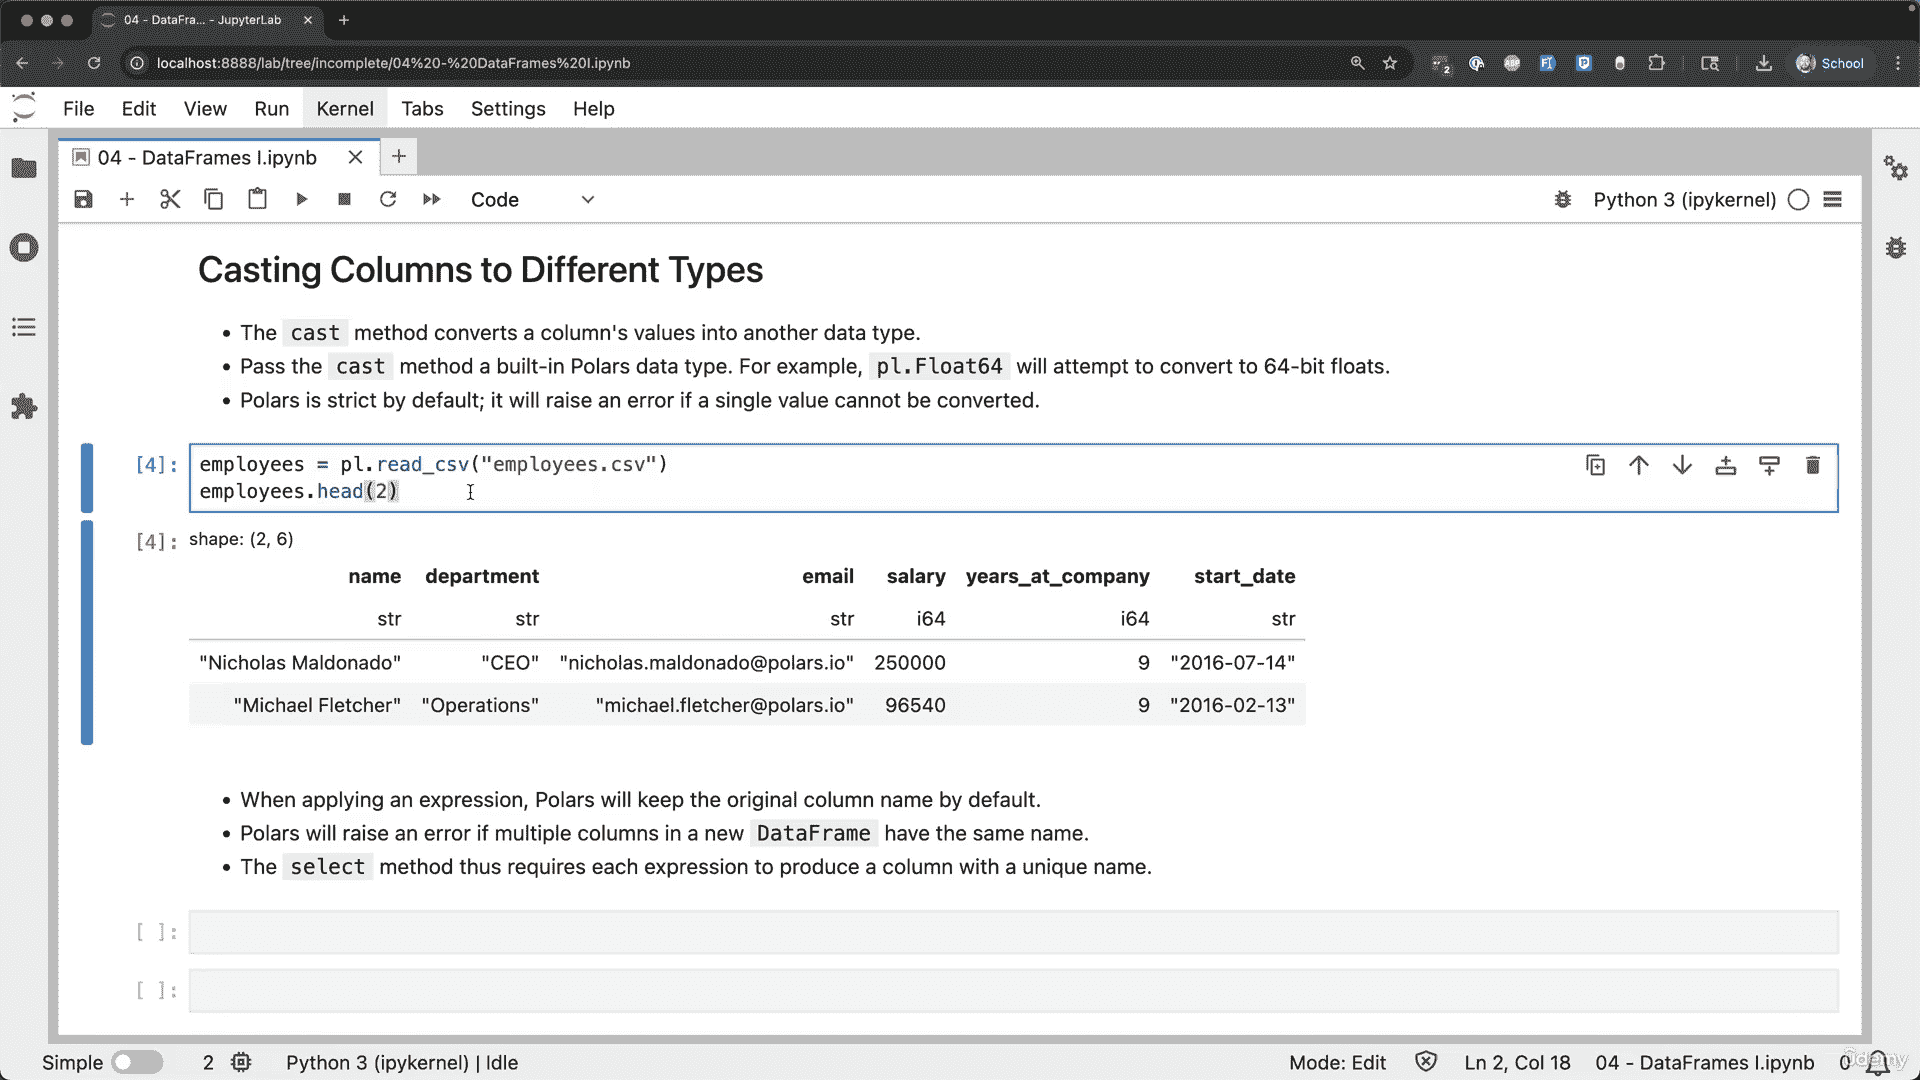 04 - DataFra... - JupyterLab
localhost:8888/lab/tree/incomplete/04%20-%20DataFrames%20I.ipynb
2
ABP
School
File Edit View Run Kernel Tabs Settings Help
04 - DataFrames I.ipynb
Code
Python 3 (ipykernel)
Casting Columns to Different Types
• The cast method converts a column's values into another data type.
• Pass the cast method a built-in Polars data type. For example, pl.Float64 will attempt to convert to 64-bit floats.
• Polars is strict by default; it will raise an error if a single value cannot be converted.
[4]: employees = pl.read_csv("employees.csv")
employees.head(2)
[4]: shape: (2, 6)
name department email salary years_at_company start_date
str str str i64 i64 str
"Nicholas Maldonado" "CEO" "nicholas.maldonado@polars.io" 250000 9 "2016-07-14"
"Michael Fletcher" "Operations" "michael.fletcher@polars.io" 96540 9 "2016-02-13"
• When applying an expression, Polars will keep the original column name by default.
• Polars will raise an error if multiple columns in a new DataFrame have the same name.
• The select method thus requires each expression to produce a column with a unique name.
[ ]:
[ ]:
Simple 2 Python 3 (ipykernel) | Idle Mode: Edit Ln 2, Col 18 04 - DataFrames I.ipynb 0
Udemy